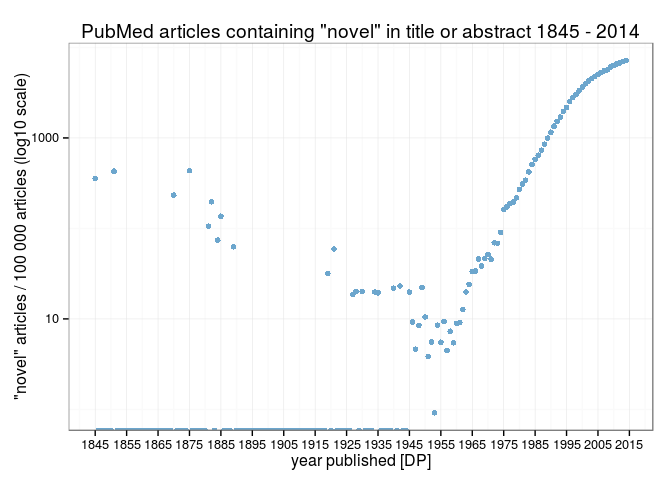 PubMed articles containing "novel" in title or abstract 1845 - 2014
"novel" articles / 100 000 articles (log10 scale)
1000
10
1845 1855 1865 1875 1885 1895 1905 1915 1925 1935 1945 1955 1965 1975 1985 1995 2005 2015
year published [DP]